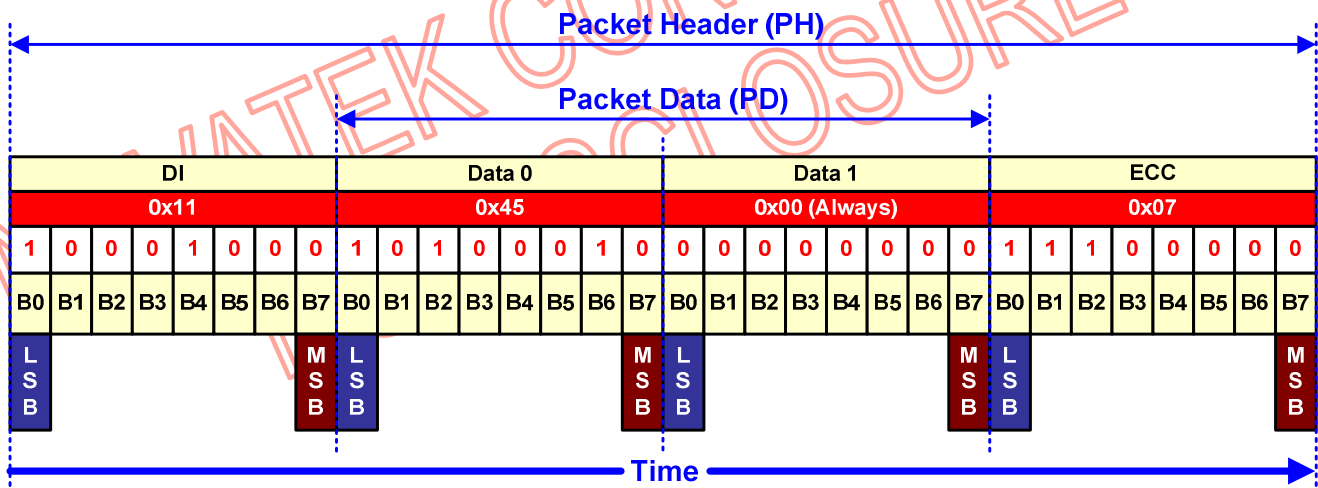 Packet Header (PH)
Packet Data (PD)
DI Data 0 Data 1 ECC
0x11 0x45 0x00 (Always) 0x07
1 0 0 0 1 0 0 0 1 0 1 0 0 0 1 0 0 0 0 0 0 0 0 0 1 1 1 0 0 0 0 0
B0 B1 B2 B3 B4 B5 B6 B7 B0 B1 B2 B3 B4 B5 B6 B7 B0 B1 B2 B3 B4 B5 B6 B7 B0 B1 B2 B3 B4 B5 B6 B7
LSB MSB LSB MSB LSB MSB LSB MSB
Time